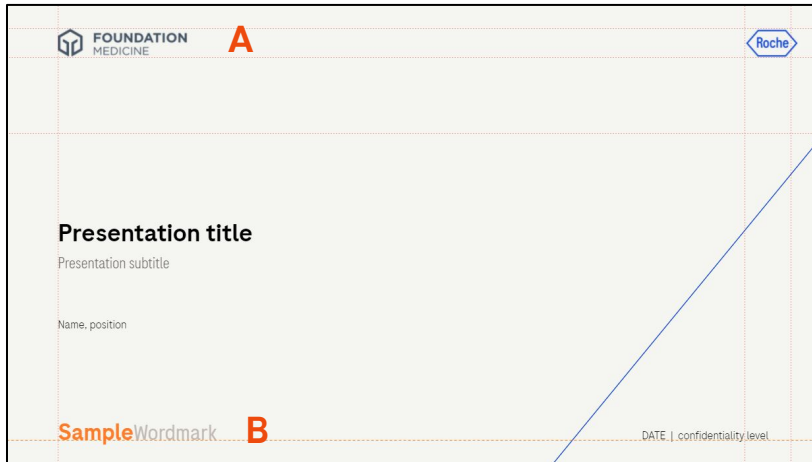 FOUNDATION
MEDICINE
A
Roche
Presentation title
Presentation subtitle
Name, position
SampleWordmark
B
DATE | confidentiality level